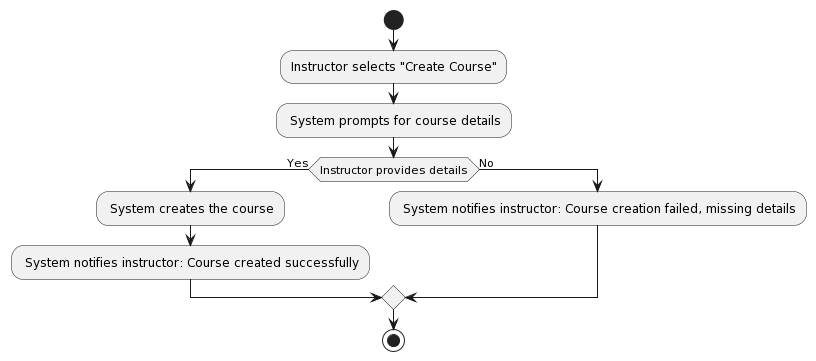 Instructor selects "Create Course"
System prompts for course details
Yes
Instructor provides details
No
System creates the course
System notifies instructor: Course creation failed, missing details
System notifies instructor: Course created successfully